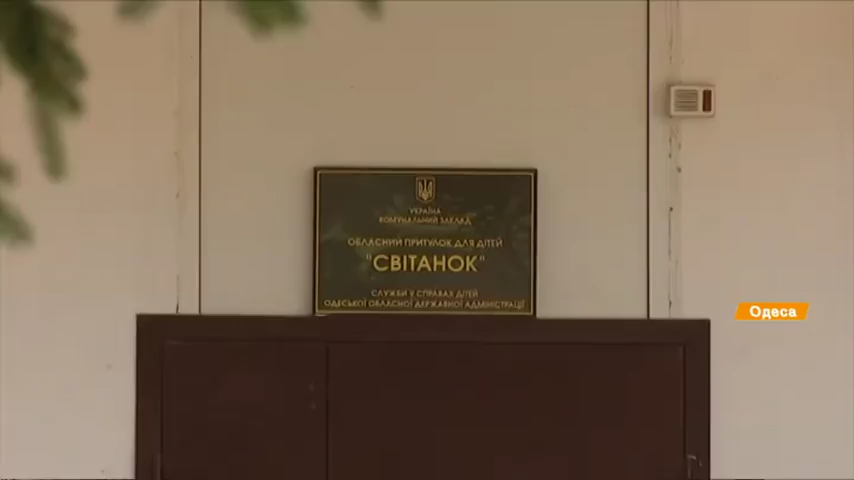 УКРАЇНА
КОМУНАЛЬНИЙ ЗАКЛАД
ОБЛАСНИЙ ПРИТУЛОК ДЛЯ ДІТЕЙ
"СВІТАНОК"
СЛУЖБИ У СПРАВАХ ДІТЕЙ
ОДЕСЬКОЇ ОБЛАСНОЇ ДЕРЖАВНОЇ АДМІНІСТРАЦІЇ
Одеса